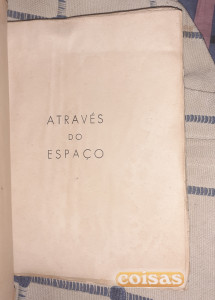 ATRAVÉS
DO
ESPAÇO
coisas